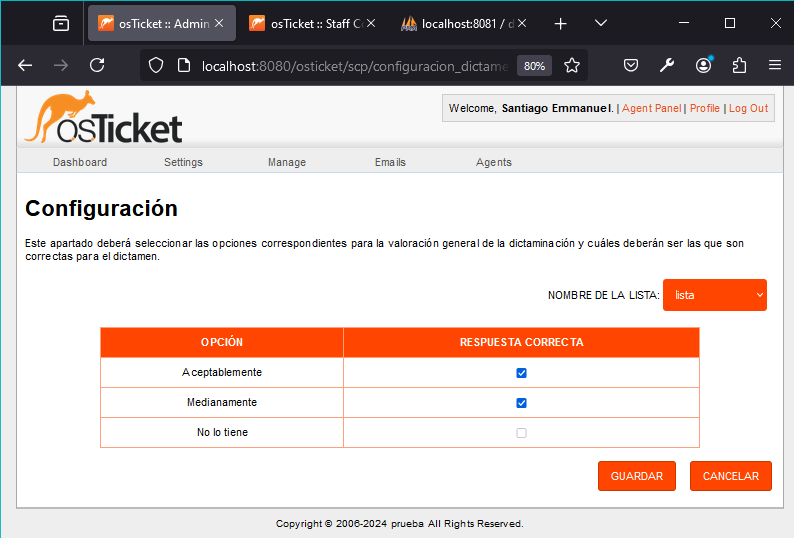 osTicket :: Admin
osTicket :: Staff C
localhost:8081 / d
localhost:8080/osticket/scp/configuracion_dictame
80%
osTicket
Welcome, Santiago Emmanuel. | Agent Panel | Profile | Log Out
Dashboard Settings Manage Emails Agents
Configuración
Este apartado deberá seleccionar las opciones correspondientes para la valoración general de la dictaminación y cuáles deberán ser las que son
correctas para el dictamen.
NOMBRE DE LA LISTA: lista
OPCIÓN RESPUESTA CORRECTA
Aceptablemente
Medianamente
No lo tiene
GUARDAR CANCELAR
Copyright © 2006-2024 prueba All Rights Reserved.